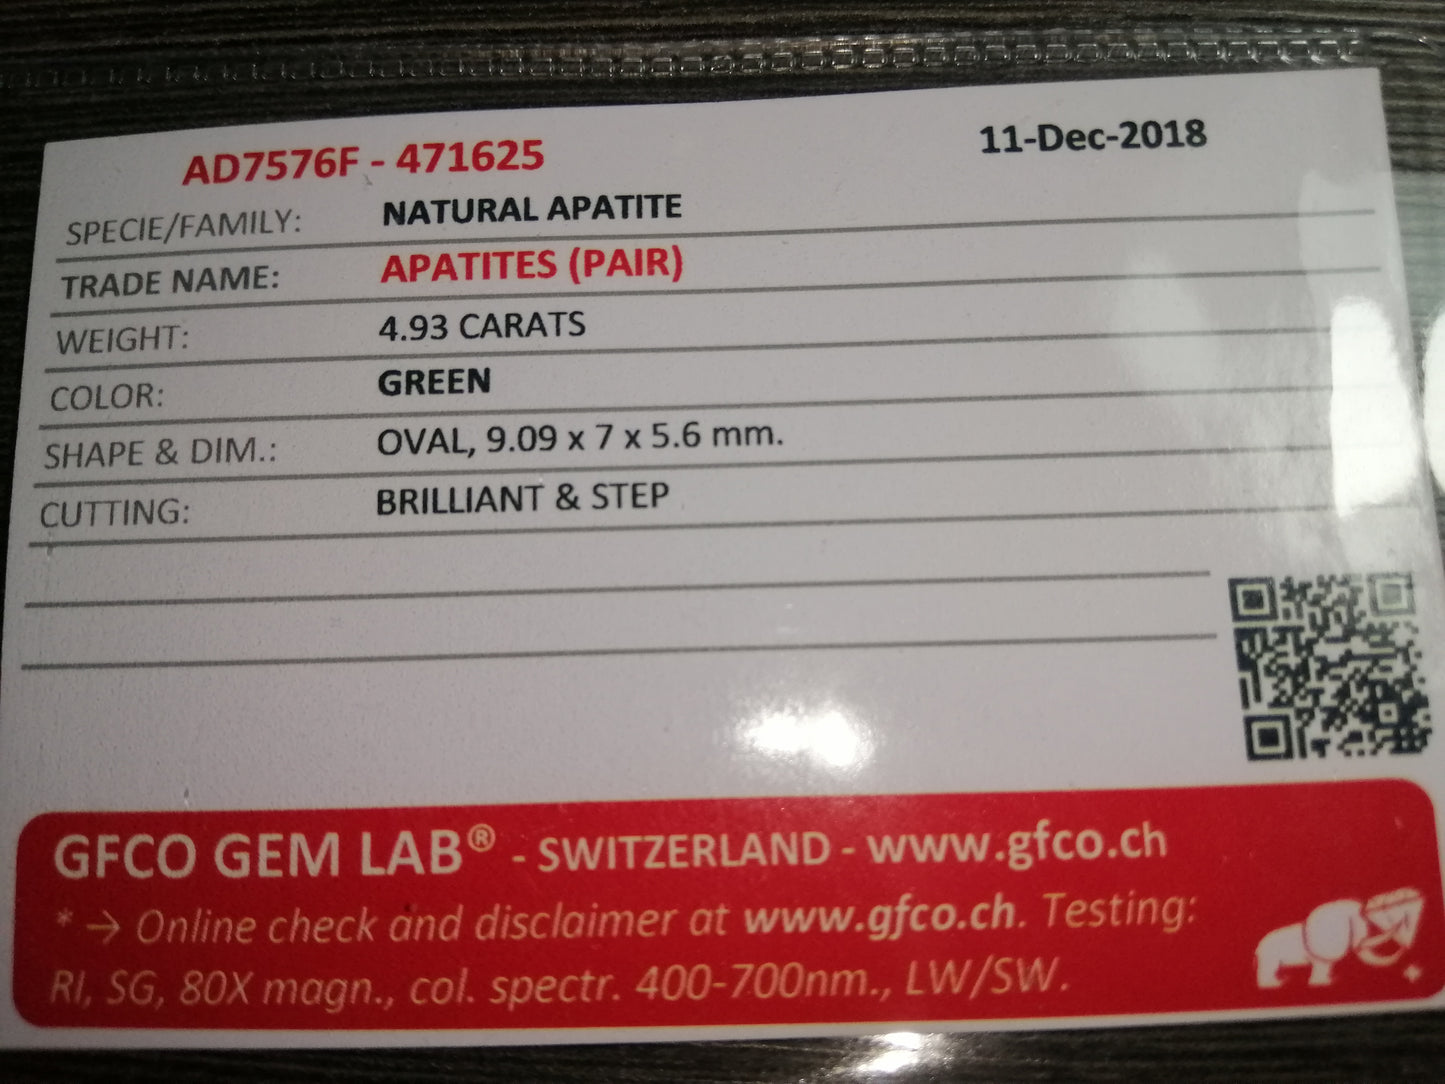 AD7576F - 471625 11-Dec-2018
SPECIE/FAMILY: NATURAL APATITE
TRADE NAME: APATITES (PAIR)
WEIGHT: 4.93 CARATS
COLOR: GREEN
SHAPE & DIM.: OVAL, 9.09 x 7 x 5.6 mm.
CUTTING: BRILLIANT & STEP
GFCO GEM LAB® - SWITZERLAND - www.gfco.ch
* → Online check and disclaimer at www.gfco.ch. Testing:
RI, SG, 80X magn., col. spectr. 400-700nm., LW/SW.